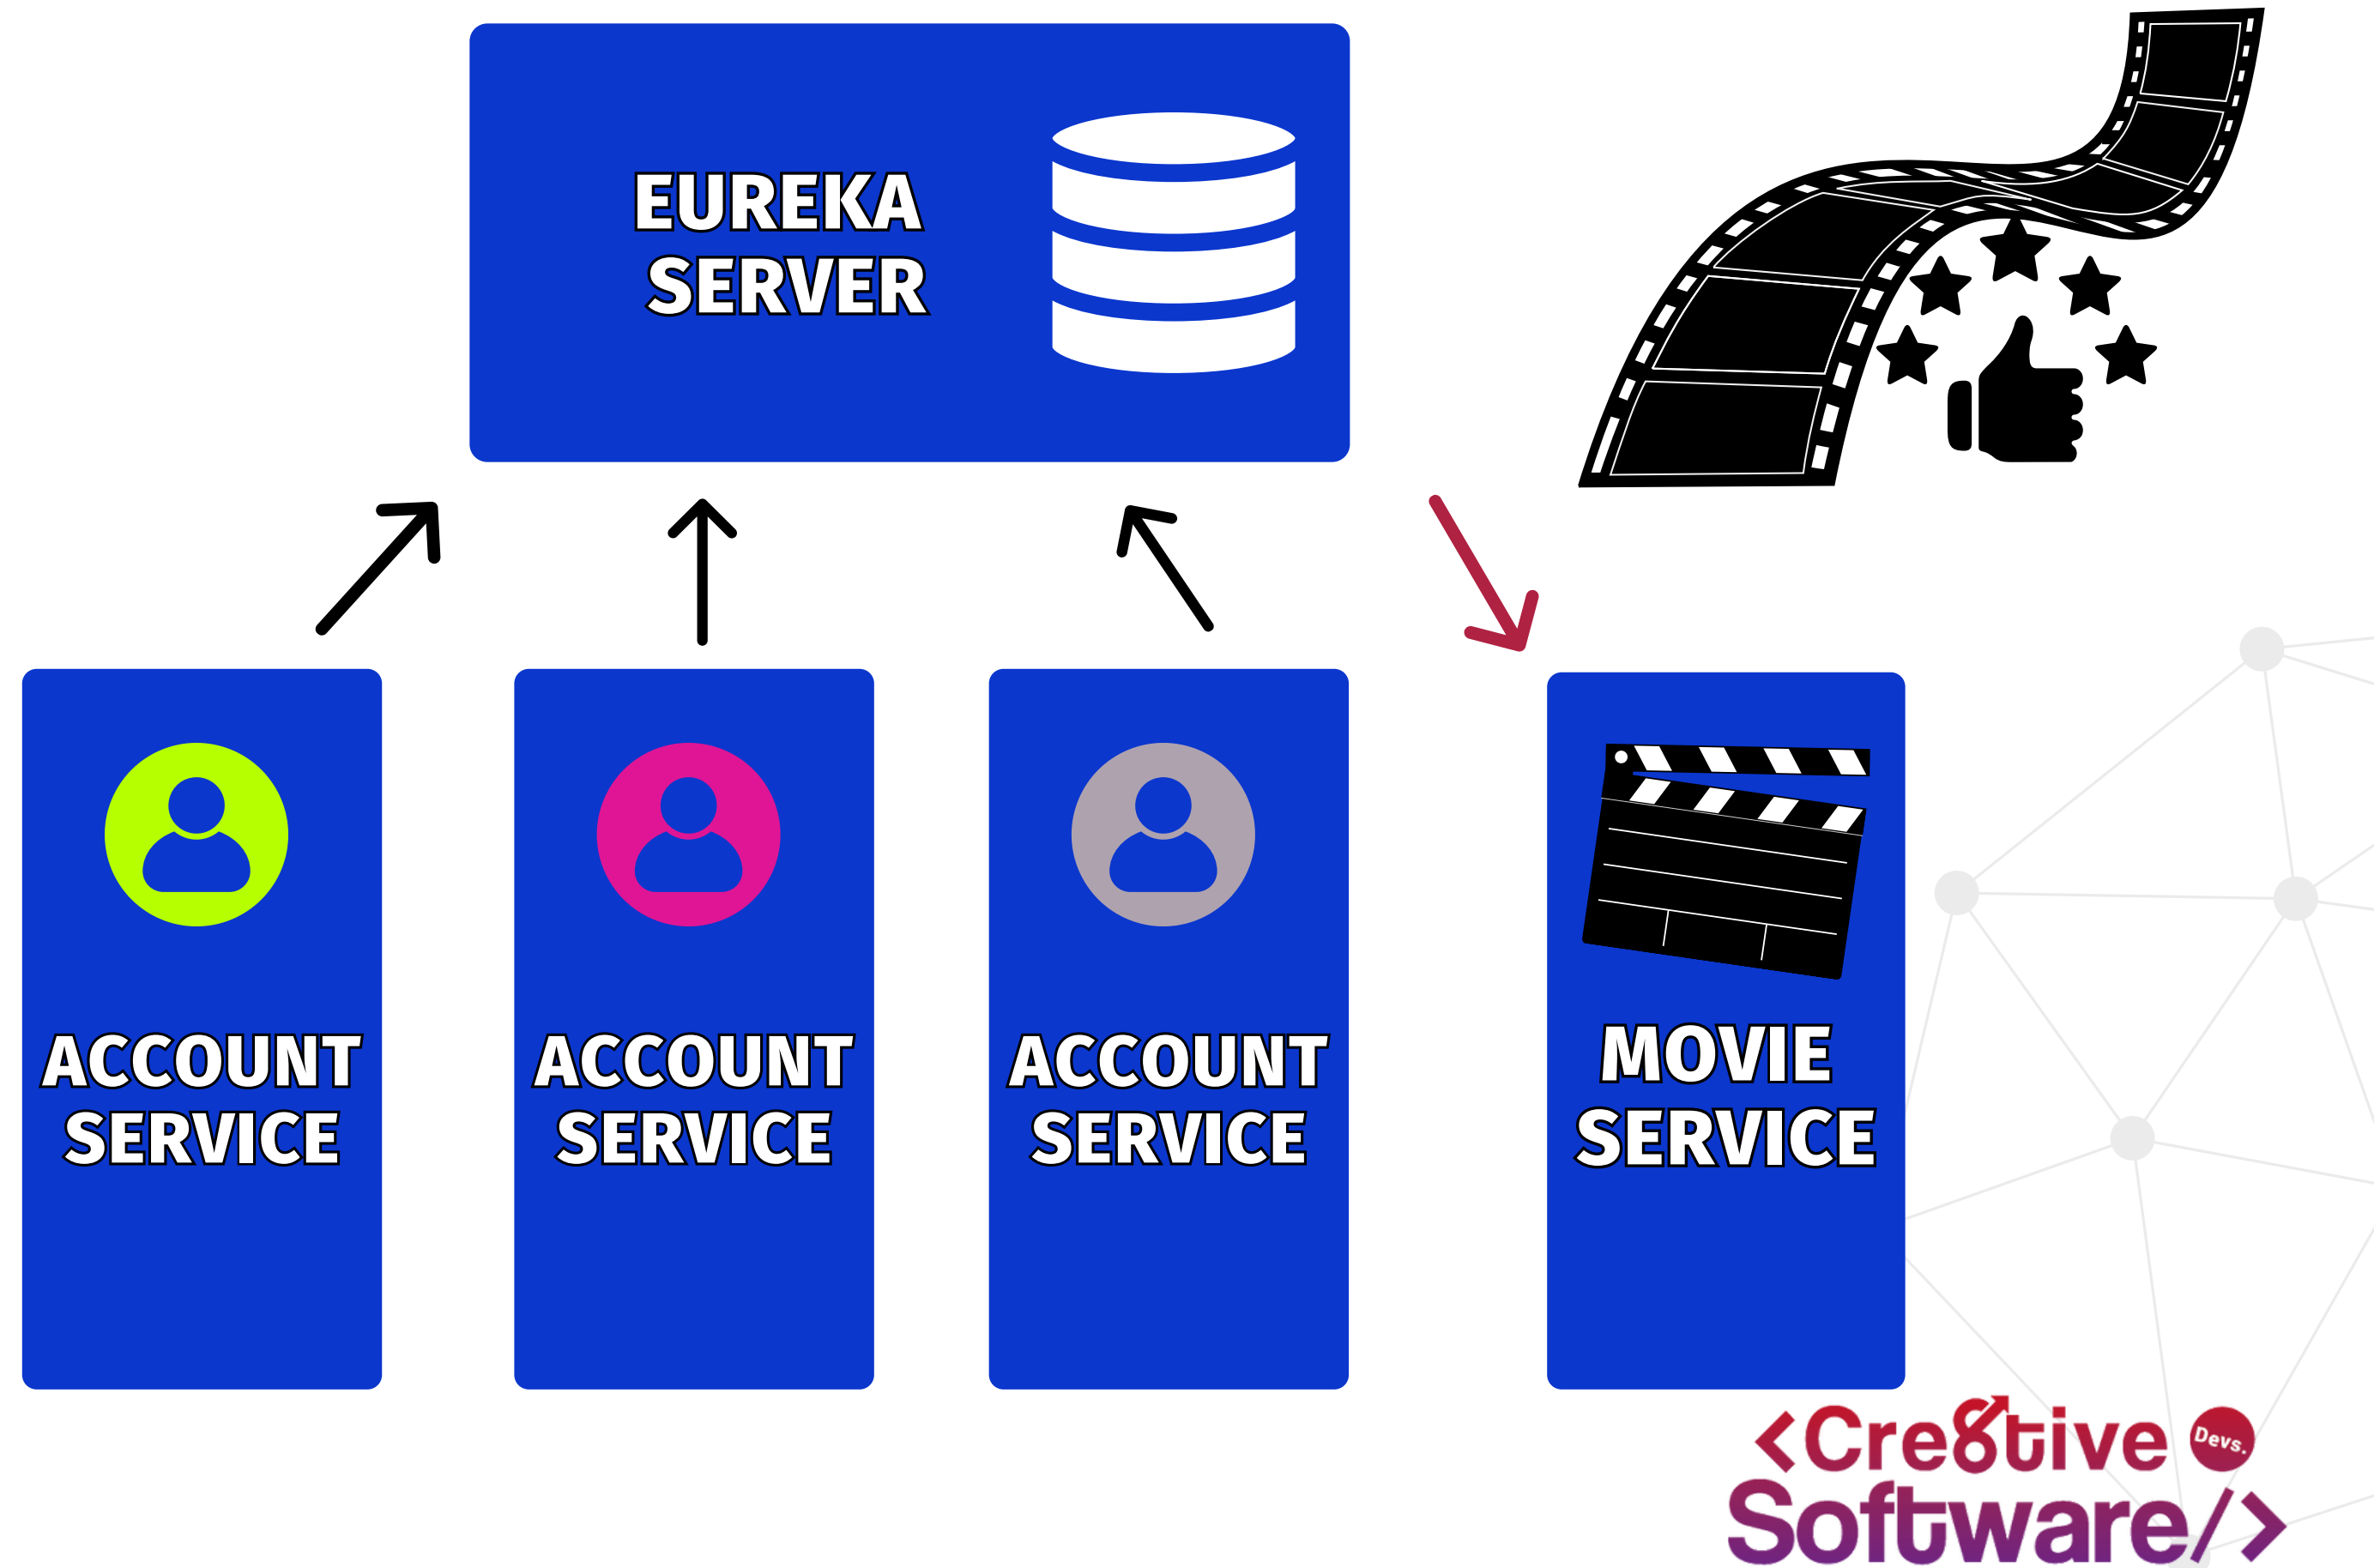 EUREKA
SERVER
ACCOUNT
SERVICE
ACCOUNT
SERVICE
ACCOUNT
SERVICE
MOVIE
SERVICE
<Cre8tive Devs.
Software/>